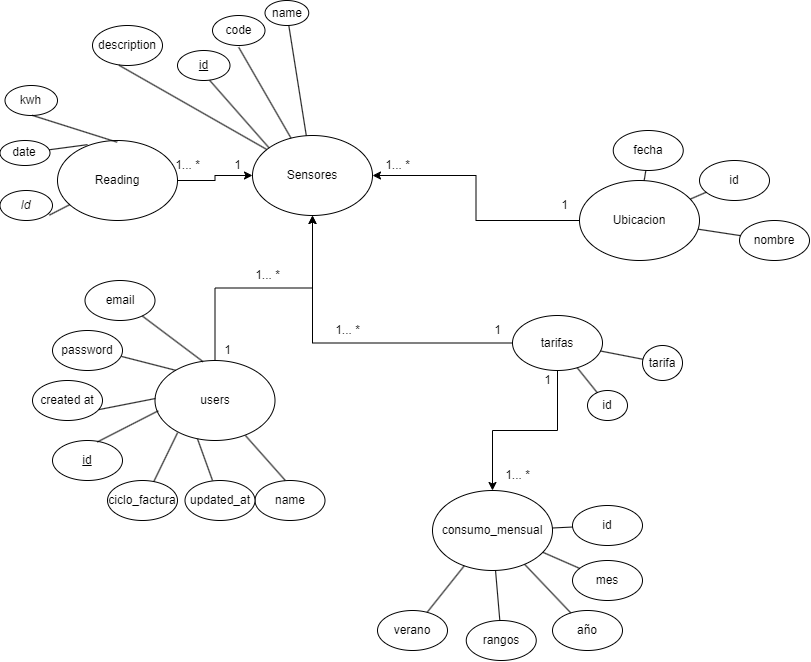 name
code
description
id
kwh
date
Id
Reading
1... *
1
Sensores
1... *
fecha
id
1
Ubicacion
nombre
1... *
email
1... *
1
tarifas
password
1
tarifa
created at
users
1
id
id
1... *
ciclo_factura
updated_at
name
consumo_mensual
id
mes
verano
rangos
año